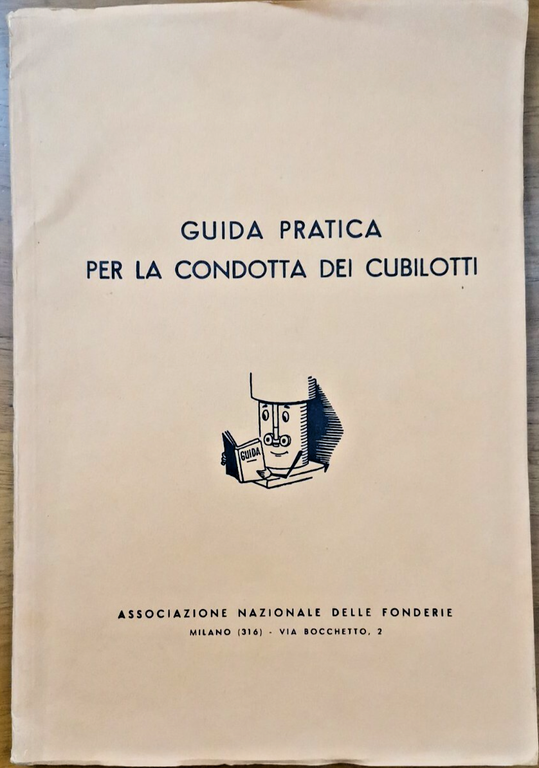 GUIDA PRATICA
PER LA CONDOTTA DEI CUBILOTTI
GUIDA
ASSOCIAZIONE NAZIONALE DELLE FONDERIE
MILANO (316) - VIA BOCCHETTO, 2